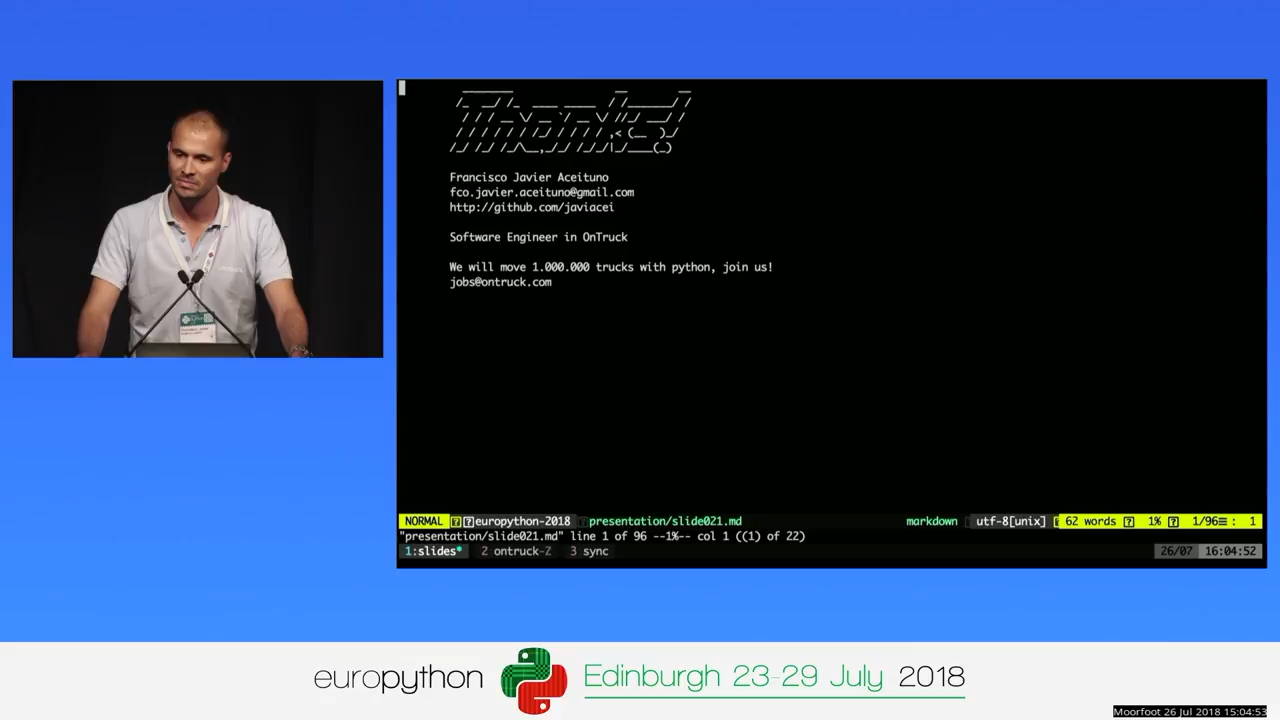 Thanks!
Francisco Javier Aceituno
fco.javier.aceituno@gmail.com
http://github.com/javiacei
Software Engineer in OnTruck
We will move 1.000.000 trucks with python, join us!
jobs@ontruck.com
NORMAL europython-2018 presentation/slide021.md markdown utf-8[unix] 62 words 1% 1/96≡ : 1
"presentation/slide021.md" line 1 of 96 --1%-- col 1 ((1) of 22)
1:slides* 2 ontruck-Z 3 sync 26/07 16:04:52
europython Edinburgh 23-29 July 2018
Moorfoot 26 Jul 2018 15:04:53